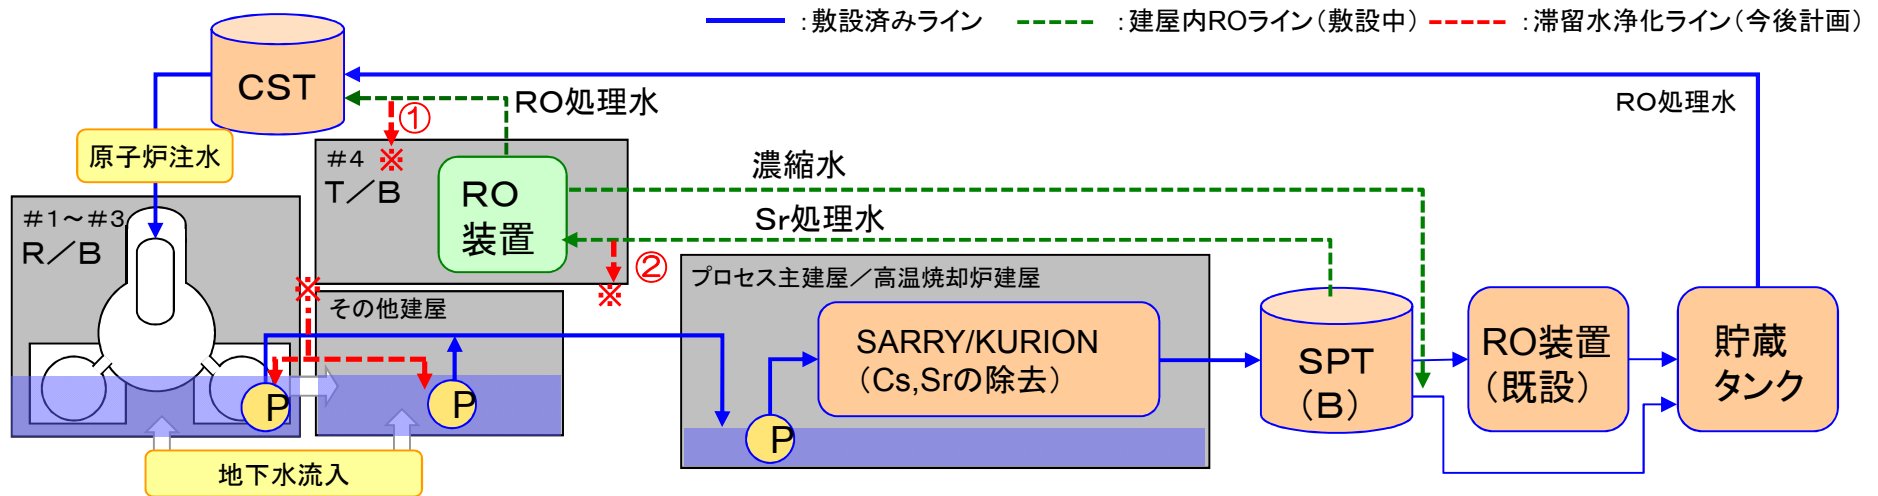 ：敷設済みライン
：建屋内ROライン（敷設中）
：滞留水浄化ライン（今後計画）
CST
RO処理水
①
RO処理水
原子炉注水
＃4
※
T／B
RO
装置
濃縮水
Sr処理水
②
※
＃1～＃3
R／B
※
その他建屋
プロセス主建屋／高温焼却炉建屋
SARRY/KURION
（Cs,Srの除去）
SPT
（B）
RO装置
（既設）
貯蔵
タンク
P
P
P
地下水流入